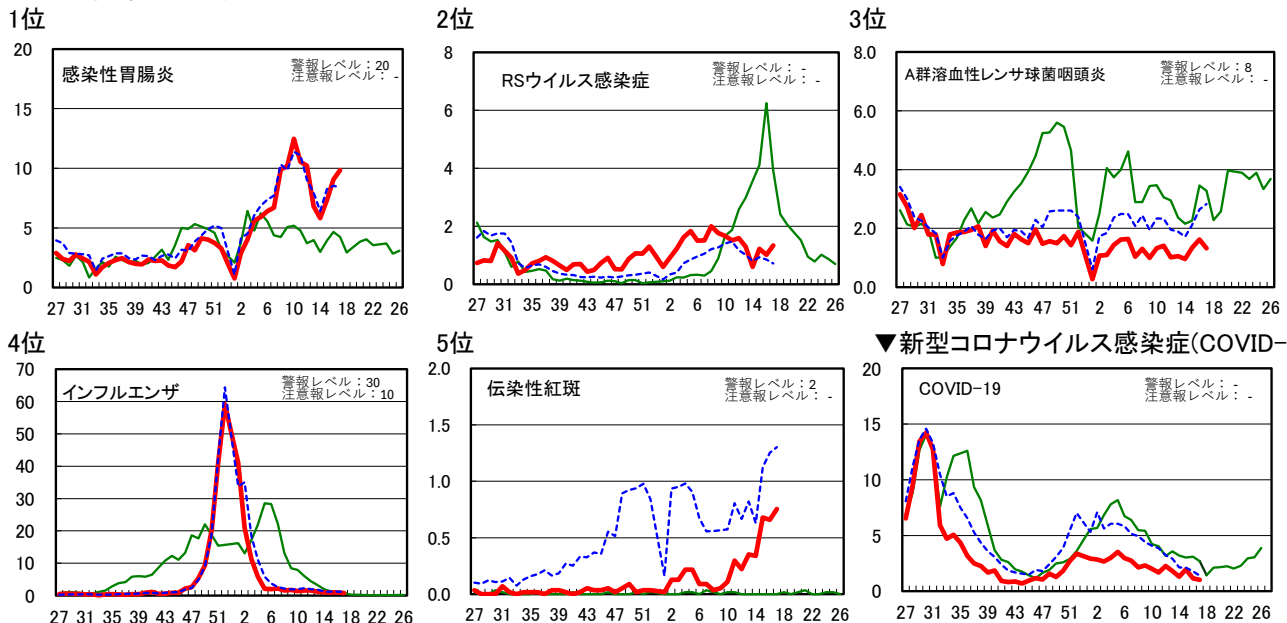 1位
感染性胃腸炎
警報レベル：20
注意報レベル： -
20
15
10
5
0
27 31 35 39 43 47 51 2 6 10 14 18 22 26
2位
RSウイルス感染症
警報レベル： -
注意報レベル： -
8
6
4
2
0
27 31 35 39 43 47 51 2 6 10 14 18 22 26
3位
A群溶血性レンサ球菌咽頭炎
警報レベル：8
注意報レベル： -
8.0
6.0
4.0
2.0
0.0
27 31 35 39 43 47 51 2 6 10 14 18 22 26
4位
インフルエンザ
警報レベル：30
注意報レベル：10
70
60
50
40
30
20
10
0
27 31 35 39 43 47 51 2 6 10 14 18 22 26
5位
伝染性紅斑
警報レベル：2
注意報レベル： -
2.0
1.5
1.0
0.5
0.0
27 31 35 39 43 47 51 2 6 10 14 18 22 26
▼新型コロナウイルス感染症(COVID-
COVID-19
警報レベル： -
注意報レベル： -
20
15
10
5
0
27 31 35 39 43 47 51 2 6 10 14 18 22 26